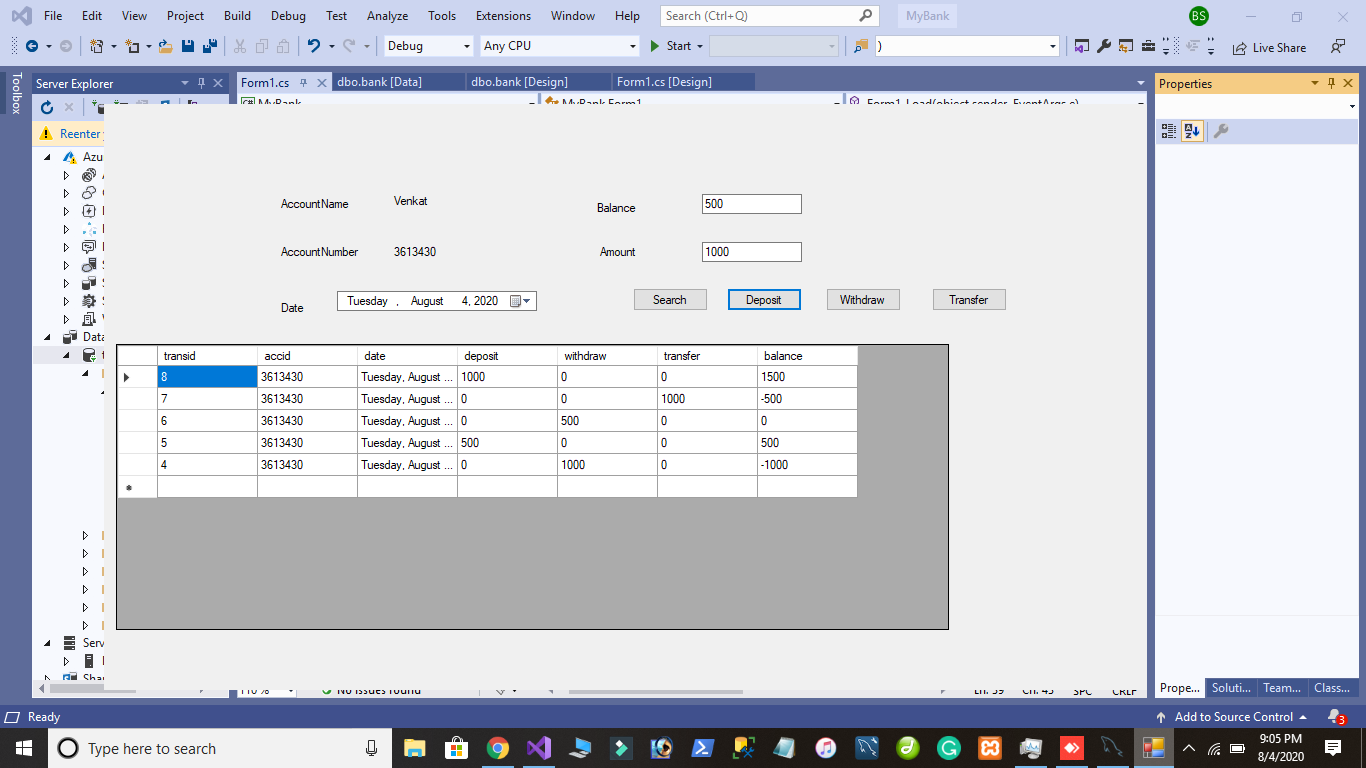 File Edit View Project Build Debug Test Analyze Tools Extensions Window Help Search (Ctrl+Q) MyBank BS
Debug Any CPU Start ) Live Share
Toolbox
Server Explorer Form1.cs dbo.bank [Data] dbo.bank [Design] Form1.cs [Design] Properties
MyBank MyBank.Form1 Form1_Load(object sender, EventArgs e)
Reenter
Azu
Data
Serv
Shar
AccountName Venkat Balance 500
AccountNumber 3613430 Amount 1000
Date Tuesday , August 4, 2020 Search Deposit Withdraw Transfer
transid accid date deposit withdraw transfer balance
8 3613430 Tuesday, August ... 1000 0 0 1500
7 3613430 Tuesday, August ... 0 0 1000 -500
6 3613430 Tuesday, August ... 0 500 0 0
5 3613430 Tuesday, August ... 500 0 0 500
4 3613430 Tuesday, August ... 0 1000 0 -1000
110 % No issues found Ln: 59 Ch: 45 SPC CRLF
Prope... Soluti... Team... Class...
Ready Add to Source Control 3
Type here to search
9:05 PM
8/4/2020